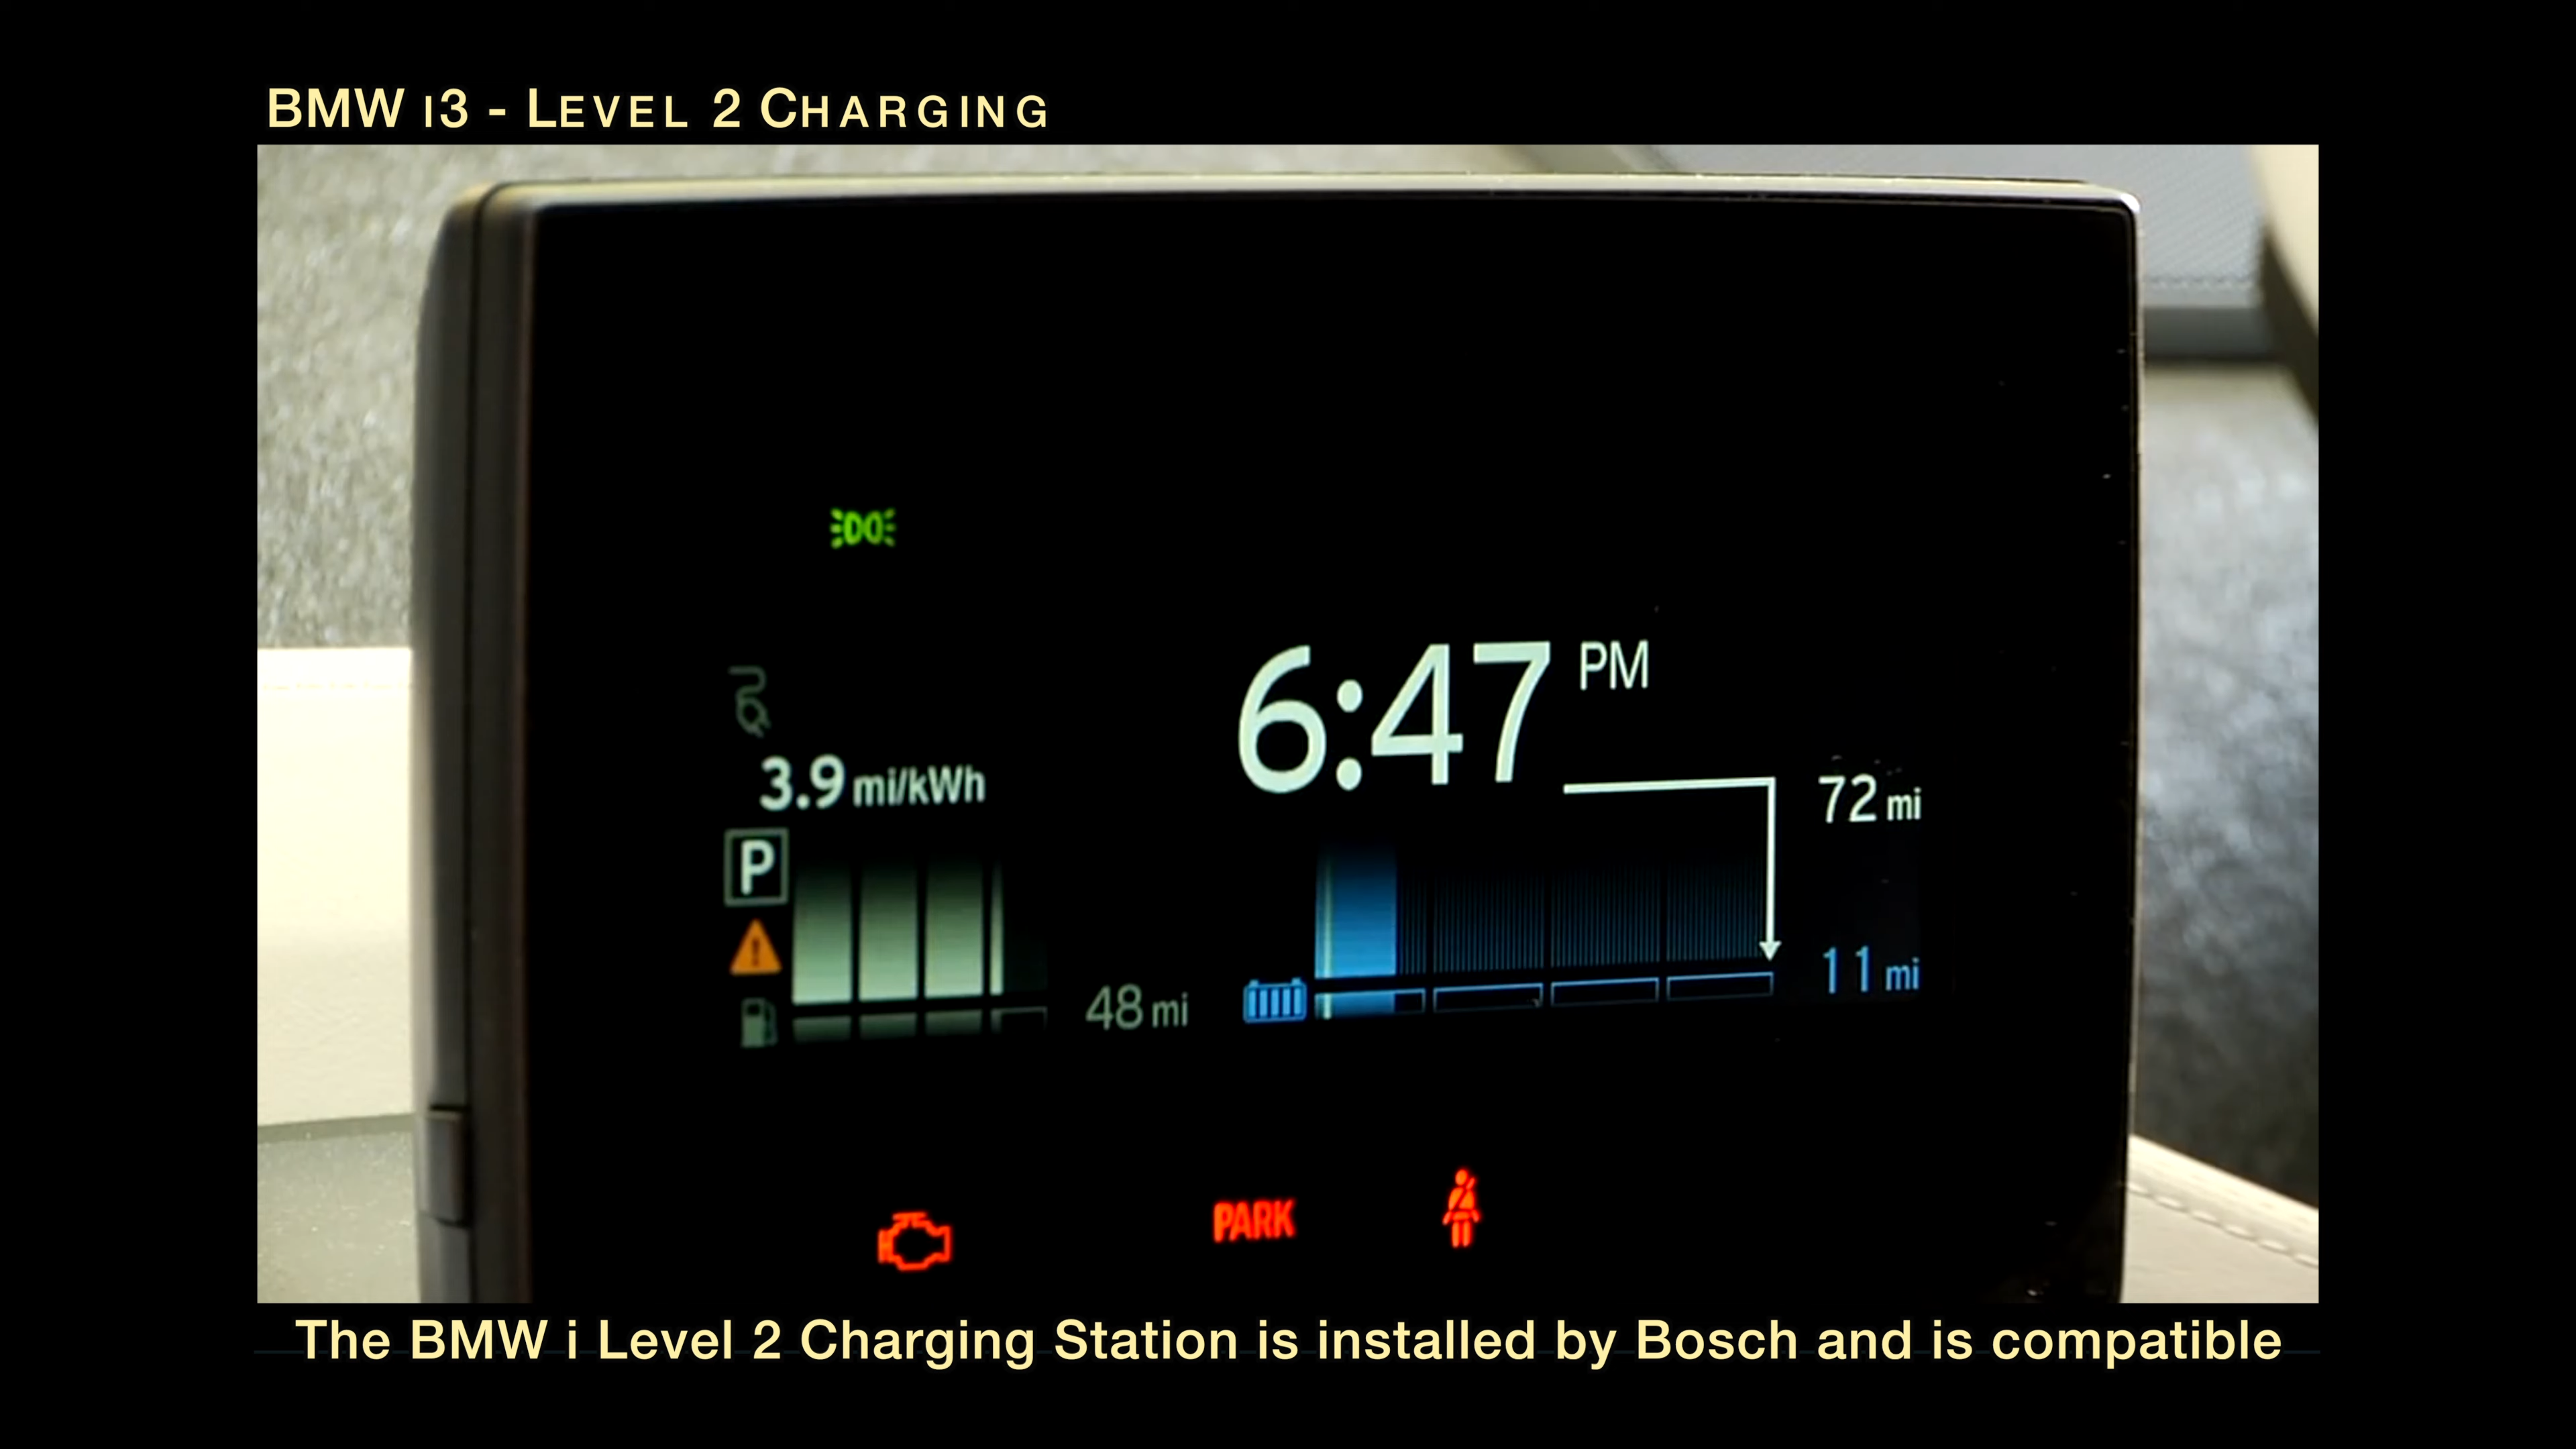 BMW i3 - Level 2 Charging
6:47 PM
3.9 mi/kWh
72 mi
P
11 mi
48 mi
PARK
The BMW i Level 2 Charging Station is installed by Bosch and is compatible